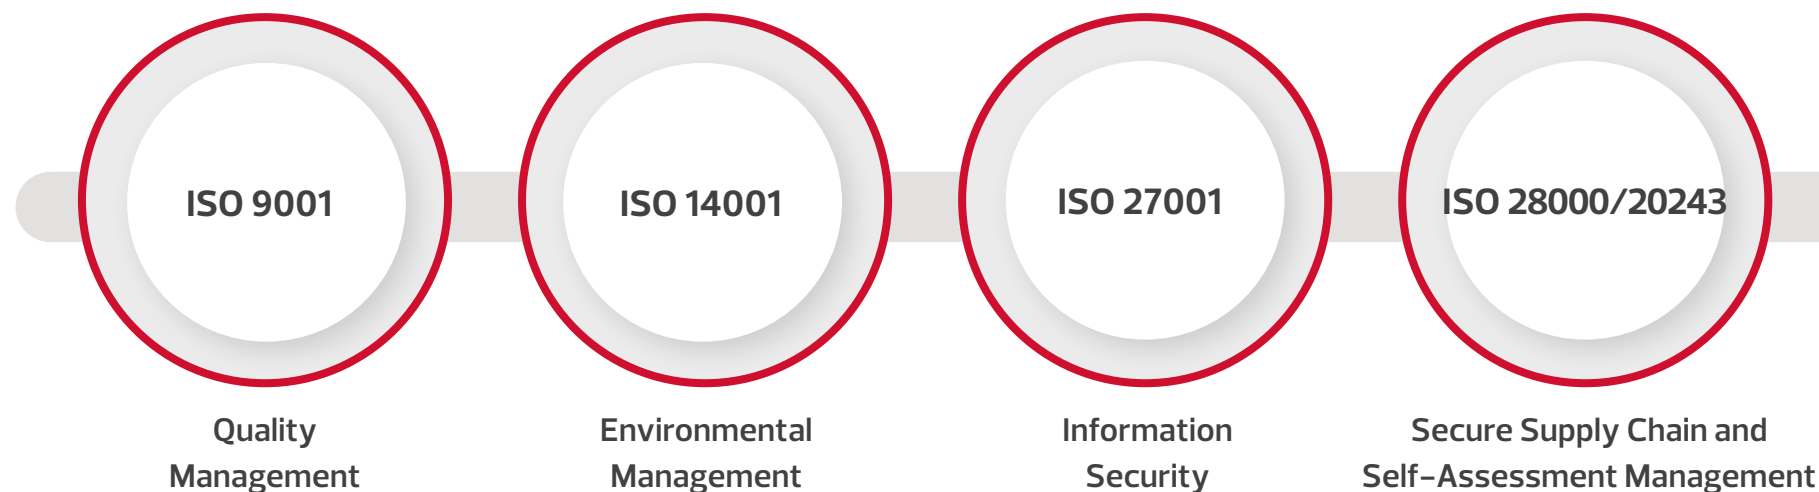 ISO 9001
ISO 14001
ISO 27001
ISO 28000/20243
Quality
Management
Environmental
Management
Information
Security
Secure Supply Chain and
Self-Assessment Management